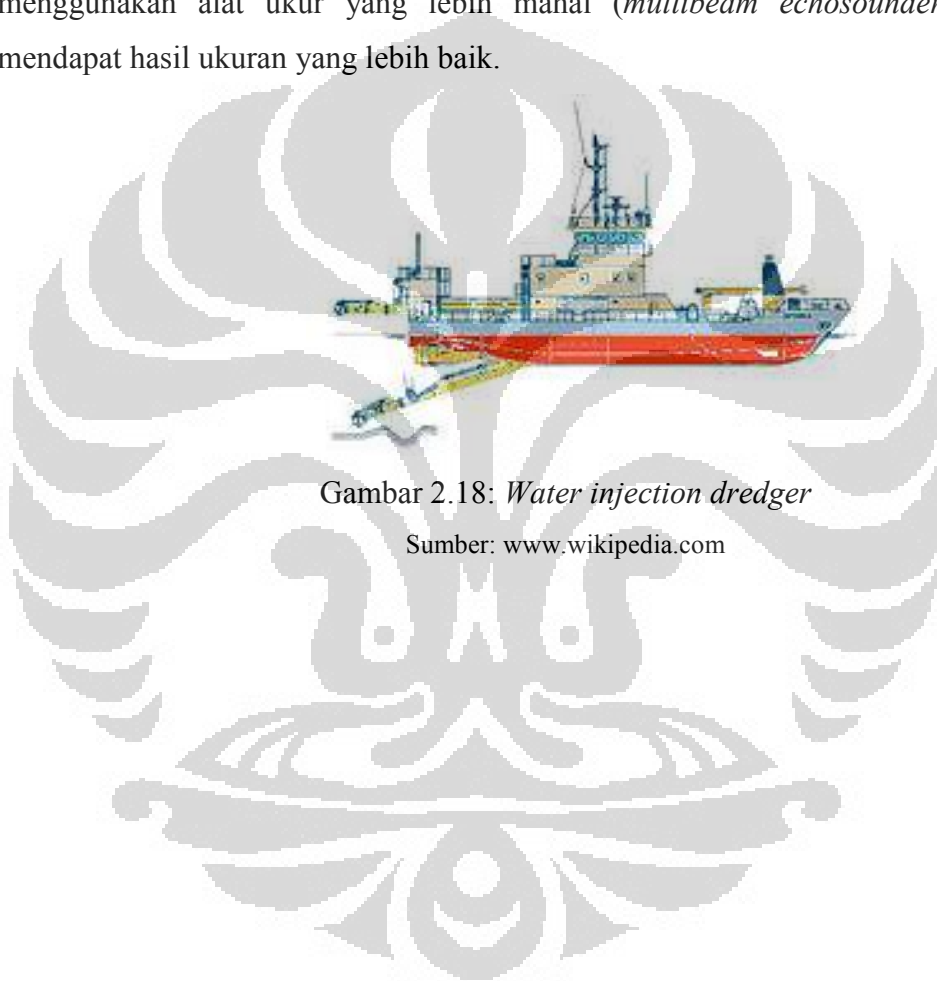 menggunakan alat ukur yang lebih mahal (multibeam echosounder
mendapat hasil ukuran yang lebih baik.
Gambar 2.18: Water injection dredger
Sumber: www.wikipedia.com